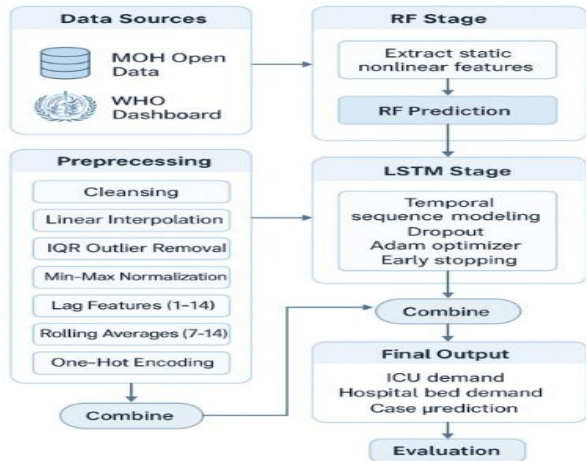 Data Sources
MOH Open
Data
WHO
Dashboard
Preprecessing
Cleansing
Linear Interpolation
IQR Outlier Removal
Min-Max Normalization
Lag Features (1-14)
Rolling Averages (7-14)
One-Hot Encoding
Combine
RF Stage
Extract static
nonlinear features
RF Prediction
LSTM Stage
Temporal
sequence modeling
Dropout
Adam optimizer
Early stopping
Combine
Final Output
ICU demand
Hospital bed demand
Case prediction
Evaluation